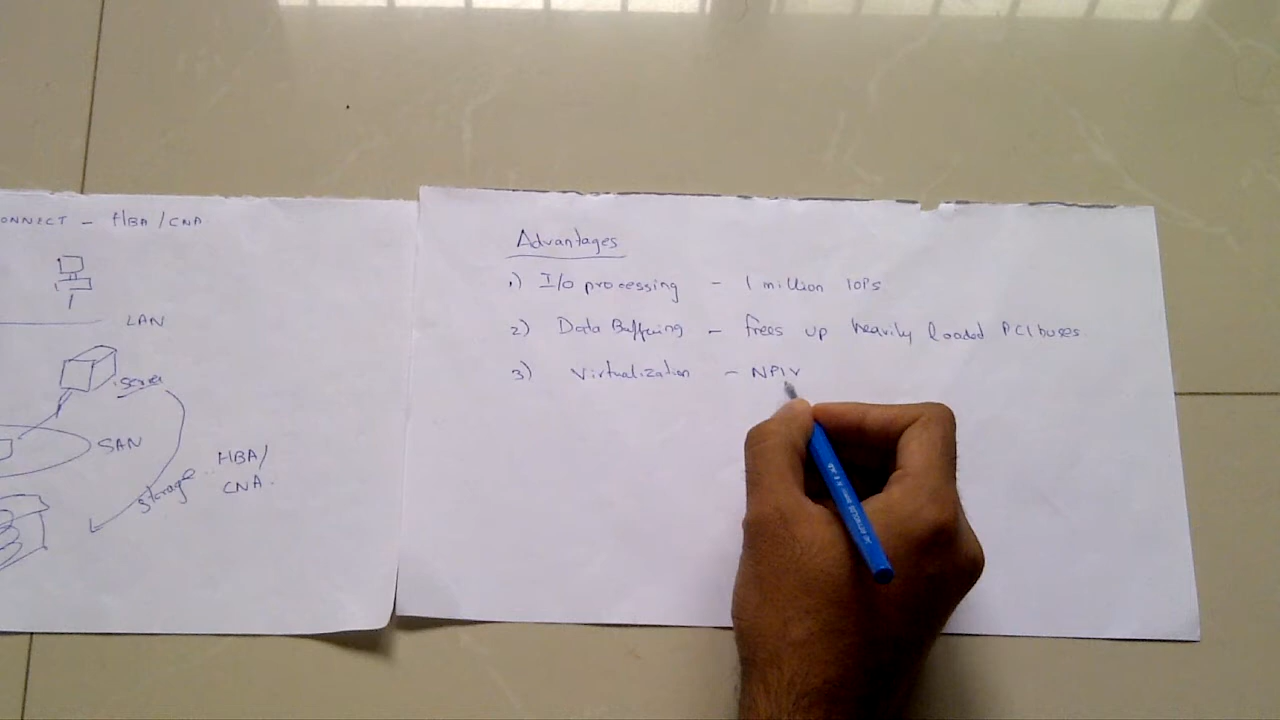 ONNECT - HBA/CNA
LAN
Server
SAN
Storage
HBA/
CNA.
Advantages
1) I/O processing - 1 million IOPs
2) Data Buffering - frees up heavily loaded PCI buses.
3) Virtualization - NPIV